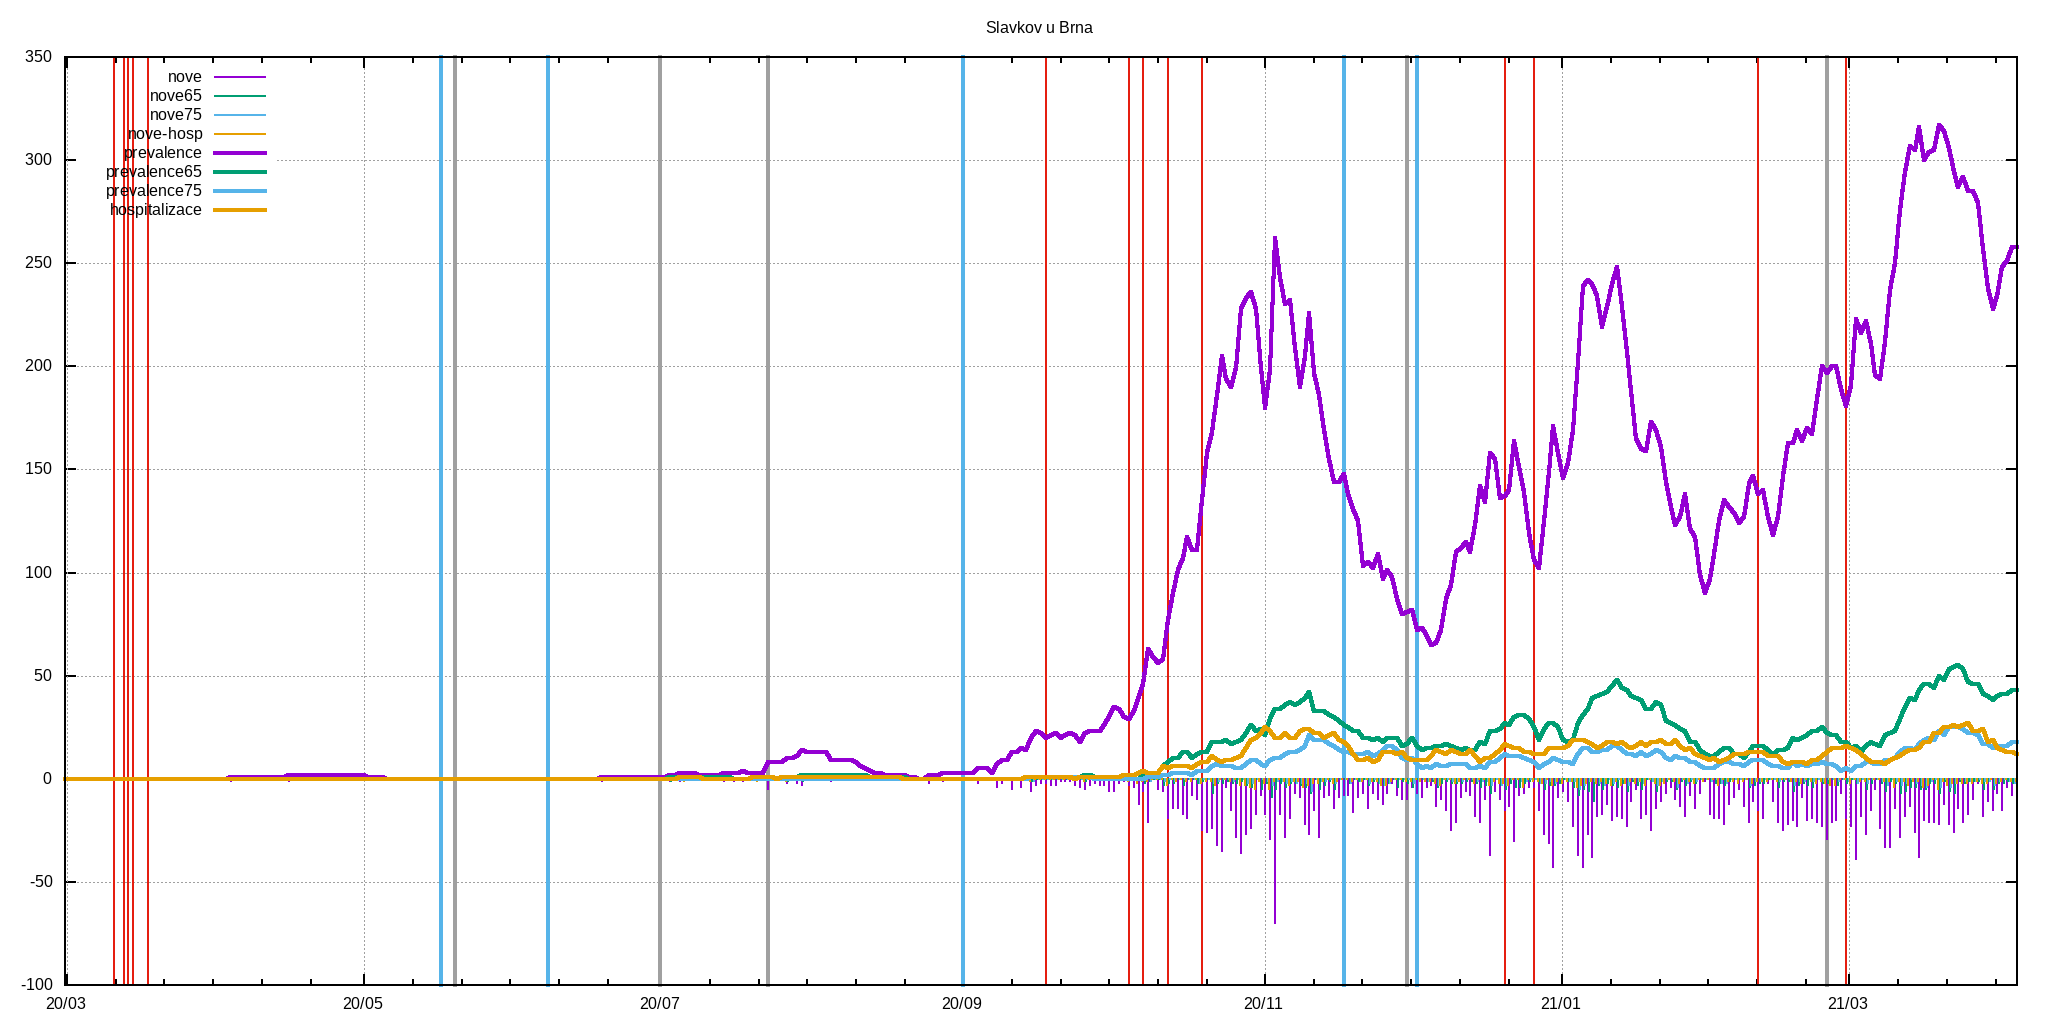 Slavkov u Brna
350
300
250
200
150
100
50
0
-50
-100
nove
nove65
nove75
nove-hosp
prevalence
prevalence65
prevalence75
hospitalizace
20/03 20/05 20/07 20/09 20/11 21/01 21/03